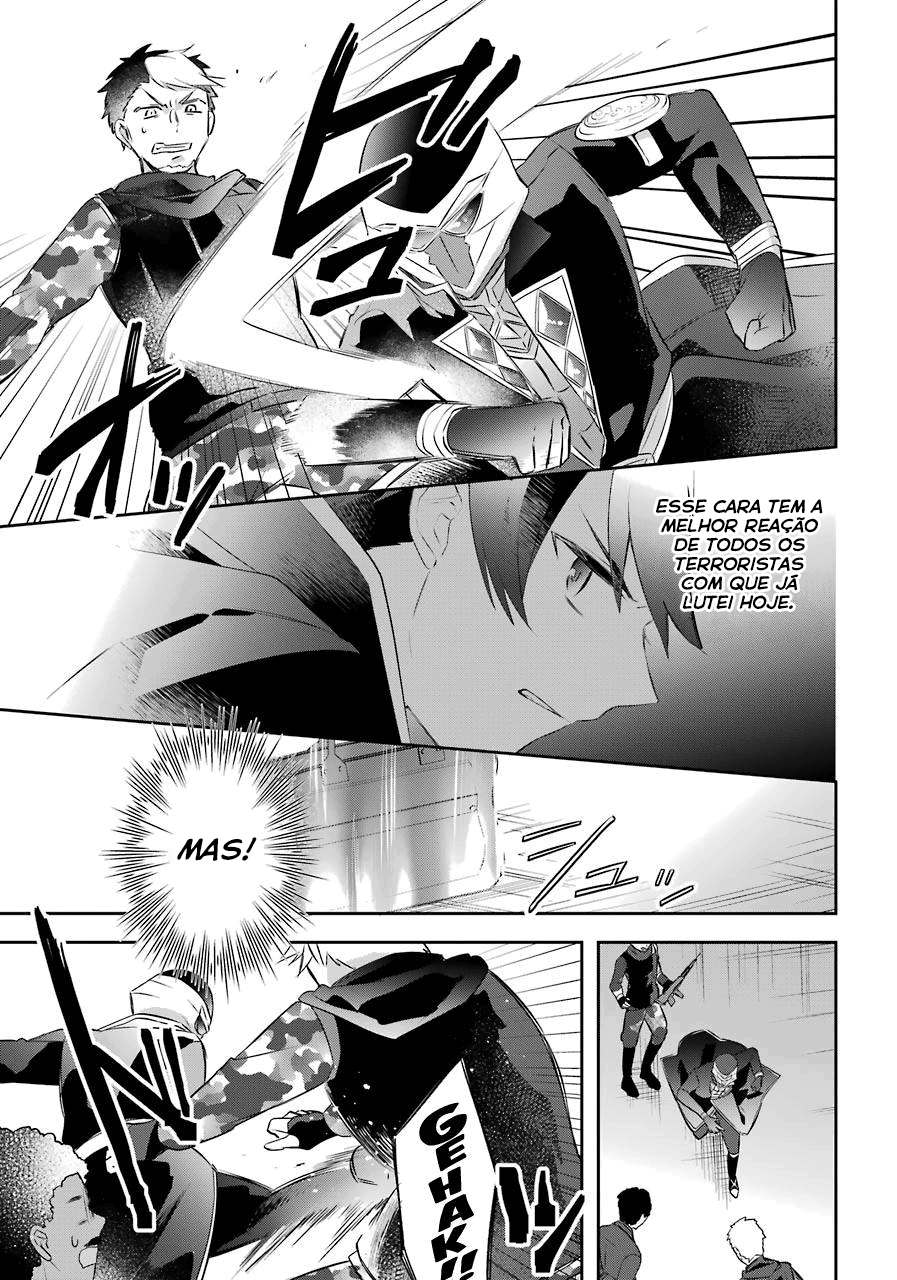 ビュ
オッ
ESSE CARA TEM A
MELHOR REAÇÃO
DE TODOS OS
TERRORISTAS
COM QUE JÁ
LUTEI HOJE.
MAS!
シュッ
GEHAK!!